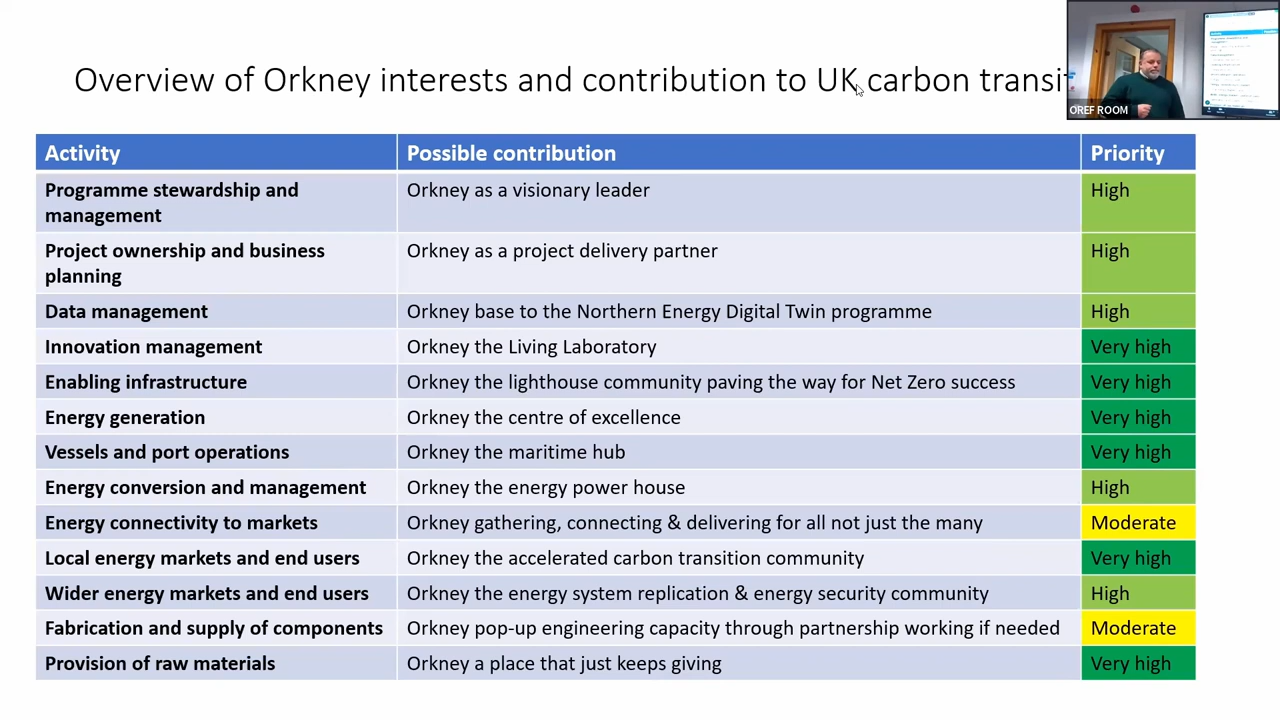 Overview of Orkney interests and contribution to UK carbon transi
OREF ROOM
Activity Possible contribution Priority
Programme stewardship and Orkney as a visionary leader High
management
Project ownership and business Orkney as a project delivery partner High
planning
Data management Orkney base to the Northern Energy Digital Twin programme High
Innovation management Orkney the Living Laboratory Very high
Enabling infrastructure Orkney the lighthouse community paving the way for Net Zero success Very high
Energy generation Orkney the centre of excellence Very high
Vessels and port operations Orkney the maritime hub Very high
Energy conversion and management Orkney the energy power house High
Energy connectivity to markets Orkney gathering, connecting & delivering for all not just the many Moderate
Local energy markets and end users Orkney the accelerated carbon transition community Very high
Wider energy markets and end users Orkney the energy system replication & energy security community High
Fabrication and supply of components Orkney pop-up engineering capacity through partnership working if needed Moderate
Provision of raw materials Orkney a place that just keeps giving Very high